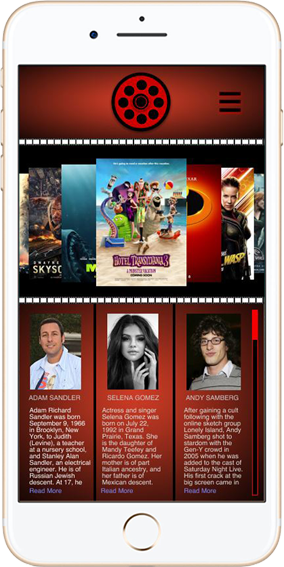 DWAYNE
SKYSC
M
HOTEL TRANSYLVANIA 3
A MONSTER VACATION
COMING SOON
WASP
ADAM SANDLER
SELENA GOMEZ
ANDY SAMBERG
Adam Richard
Sandler was born
September 9, 1966
in Brooklyn, New
York, to Judith
(Levine), a teacher
at a nursery school,
and Stanley Alan
Sandler, an electrical
engineer. He is of
Russian Jewish
descent. At 17, he
Read More
Actress and singer
Selena Gomez was
born on July 22,
1992 in Grand
Prairie, Texas. She
is the daughter of
Mandy Teefey and
Ricardo Gomez. Her
mother is of part
Italian ancestry, and
her father is of
Mexican descent.
Read More
After gaining a cult
following with the
online sketch group
Lonely Island, Andy
Samberg shot to
stardom with the
Gen-Y crowd in
2005 when he was
added to the cast of
Saturday Night Live.
His first crack at the
big screen came in
Read More